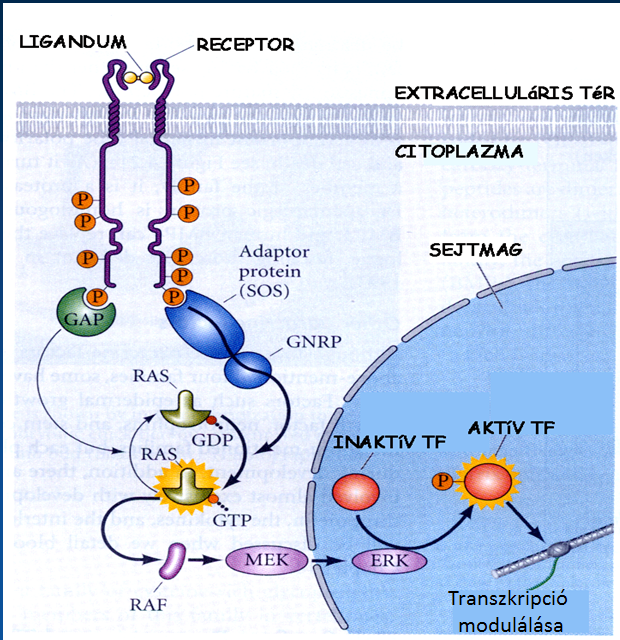 LIGANDUM
RECEPTOR
EXTRACELLULáRIS TéR
CITOPLAZMA
P
P
P
P
P
P
P
SEJTMAG
Adaptor
protein
(SOS)
P
P
GAP
GNRP
RAS
GDP
RAS
GTP
INAKTíV TF
AKTíV TF
P
MEK
ERK
RAF
Transzkripció
modulálása